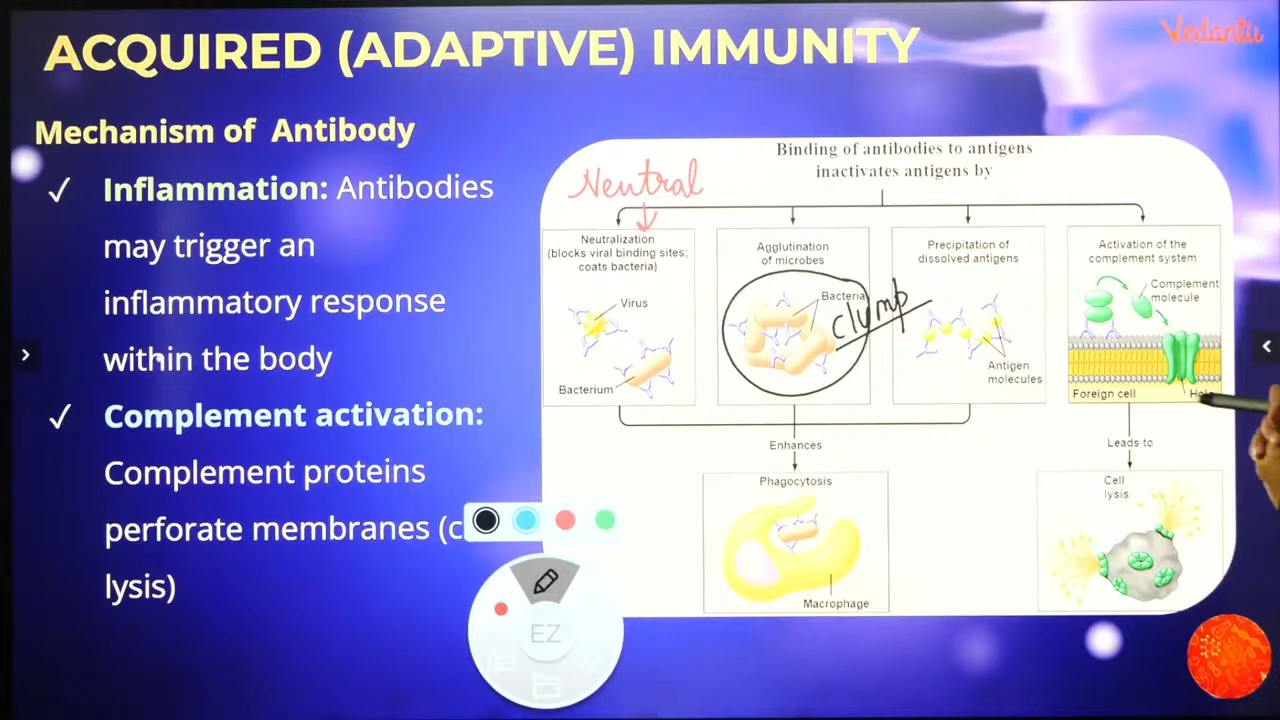 ACQUIRED (ADAPTIVE) IMMUNITY
Vedantu
Mechanism of Antibody
✓ Inflammation: Antibodies
may trigger an
inflammatory response
within the body
✓ Complement activation:
Complement proteins
perforate membranes (c
lysis)
Binding of antibodies to antigens
inactivates antigens by
Neutral
Neutralization
(blocks viral binding sites;
coats bacteria)
Virus
Bacterium
Agglutination
of microbes
Bacteria
clump
Precipitation of
dissolved antigens
Antigen
molecules
Activation of the
complement system
Complement
molecule
Foreign cell
Enhances
Phagocytosis
Macrophage
Leads to
Cell
lysis
EZ